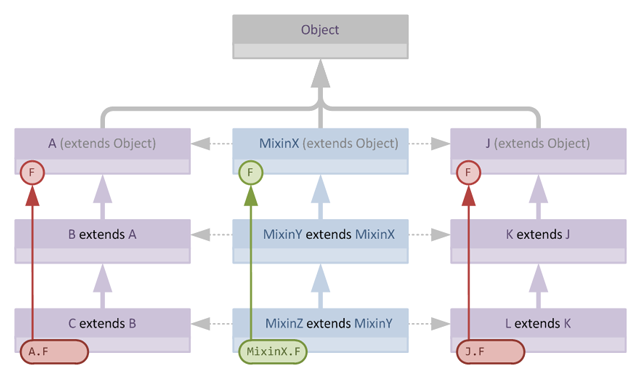 Object
A (extends Object)
MixinX (extends Object)
J (extends Object)
F
F
F
B extends A
MixinY extends MixinX
K extends J
C extends B
MixinZ extends MixinY
L extends K
A.F
MixinX.F
J.F